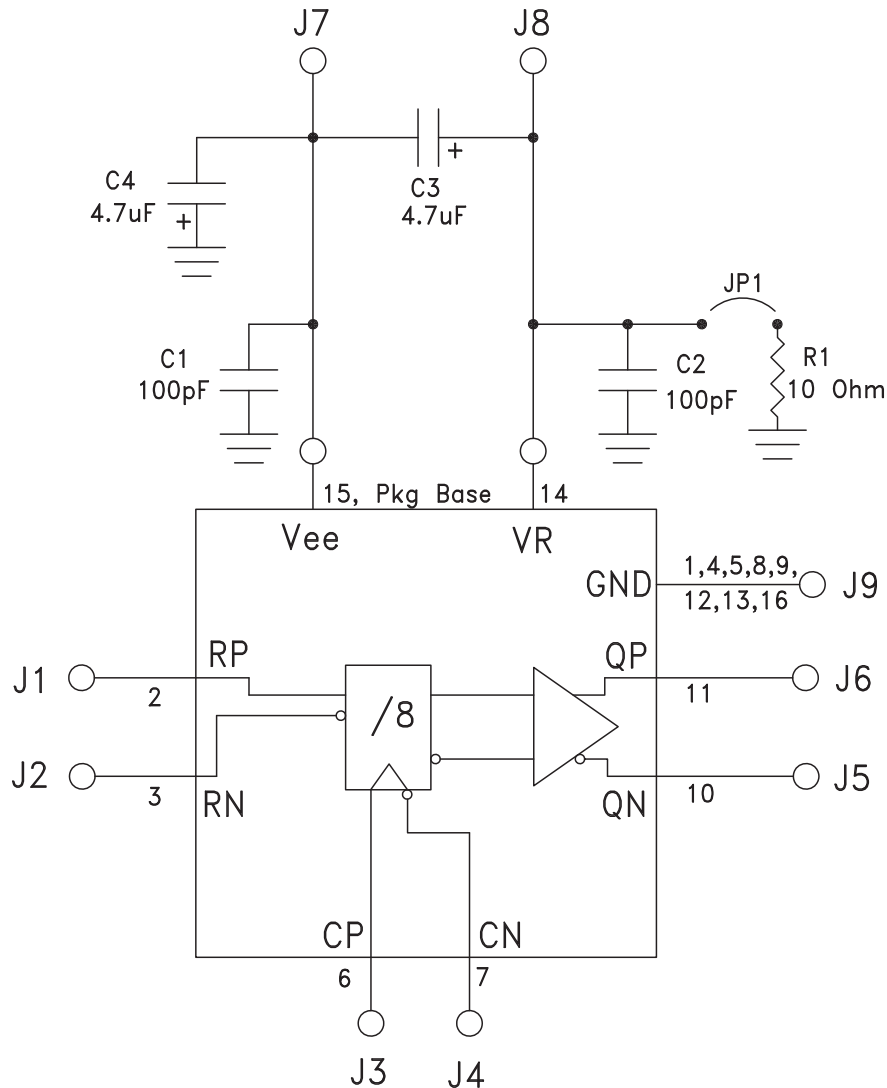 J7
J8
C4
4.7uF
+
+
C3
4.7uF
JP1
C1
100pF
C2
100pF
R1
10 Ohm
15, Pkg Base
14
Vee
VR
GND
1,4,5,8,9,
12,13,16
J9
RP
QP
J1
2
/8
11
J6
J2
3
RN
QN
10
J5
CP
CN
6
7
J3
J4